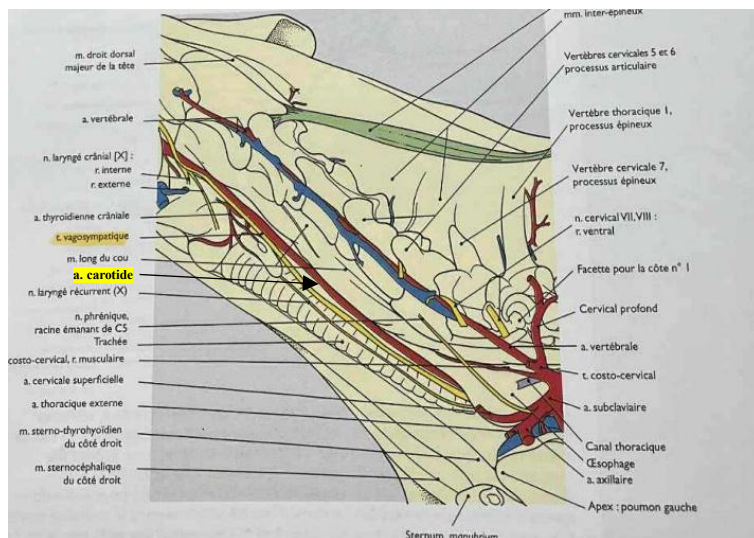 mm. inter-épineux
m. droit dorsal
majeur de la tête
a. vertébrale
n. laryngé crânial [X] :
r. interne
r. externe
a. thyroïdienne crâniale
t. vagosympatique
m. long du cou
a. carotide
n. laryngé récurrent (X)
n. phrénique,
racine émanant de C5
Trachée
costo-cervical, r. musculaire
a. cervicale superficielle
a. thoracique externe
m. sterno-thyrohyoïdien
du côté droit
m. sternocéphalique
du côté droit
Vertèbres cervicales 5 et 6
processus articulaire
Vertèbre thoracique 1,
processus épineux
Vertèbre cervicale 7,
processus épineux
n. cervical VII, VIII :
r. ventral
Facette pour la côte n° 1
Cervical profond
a. vertébrale
t. costo-cervical
a. subclaviaire
Canal thoracique
Œsophage
a. axillaire
Apex : poumon gauche
Sternum, manubrium